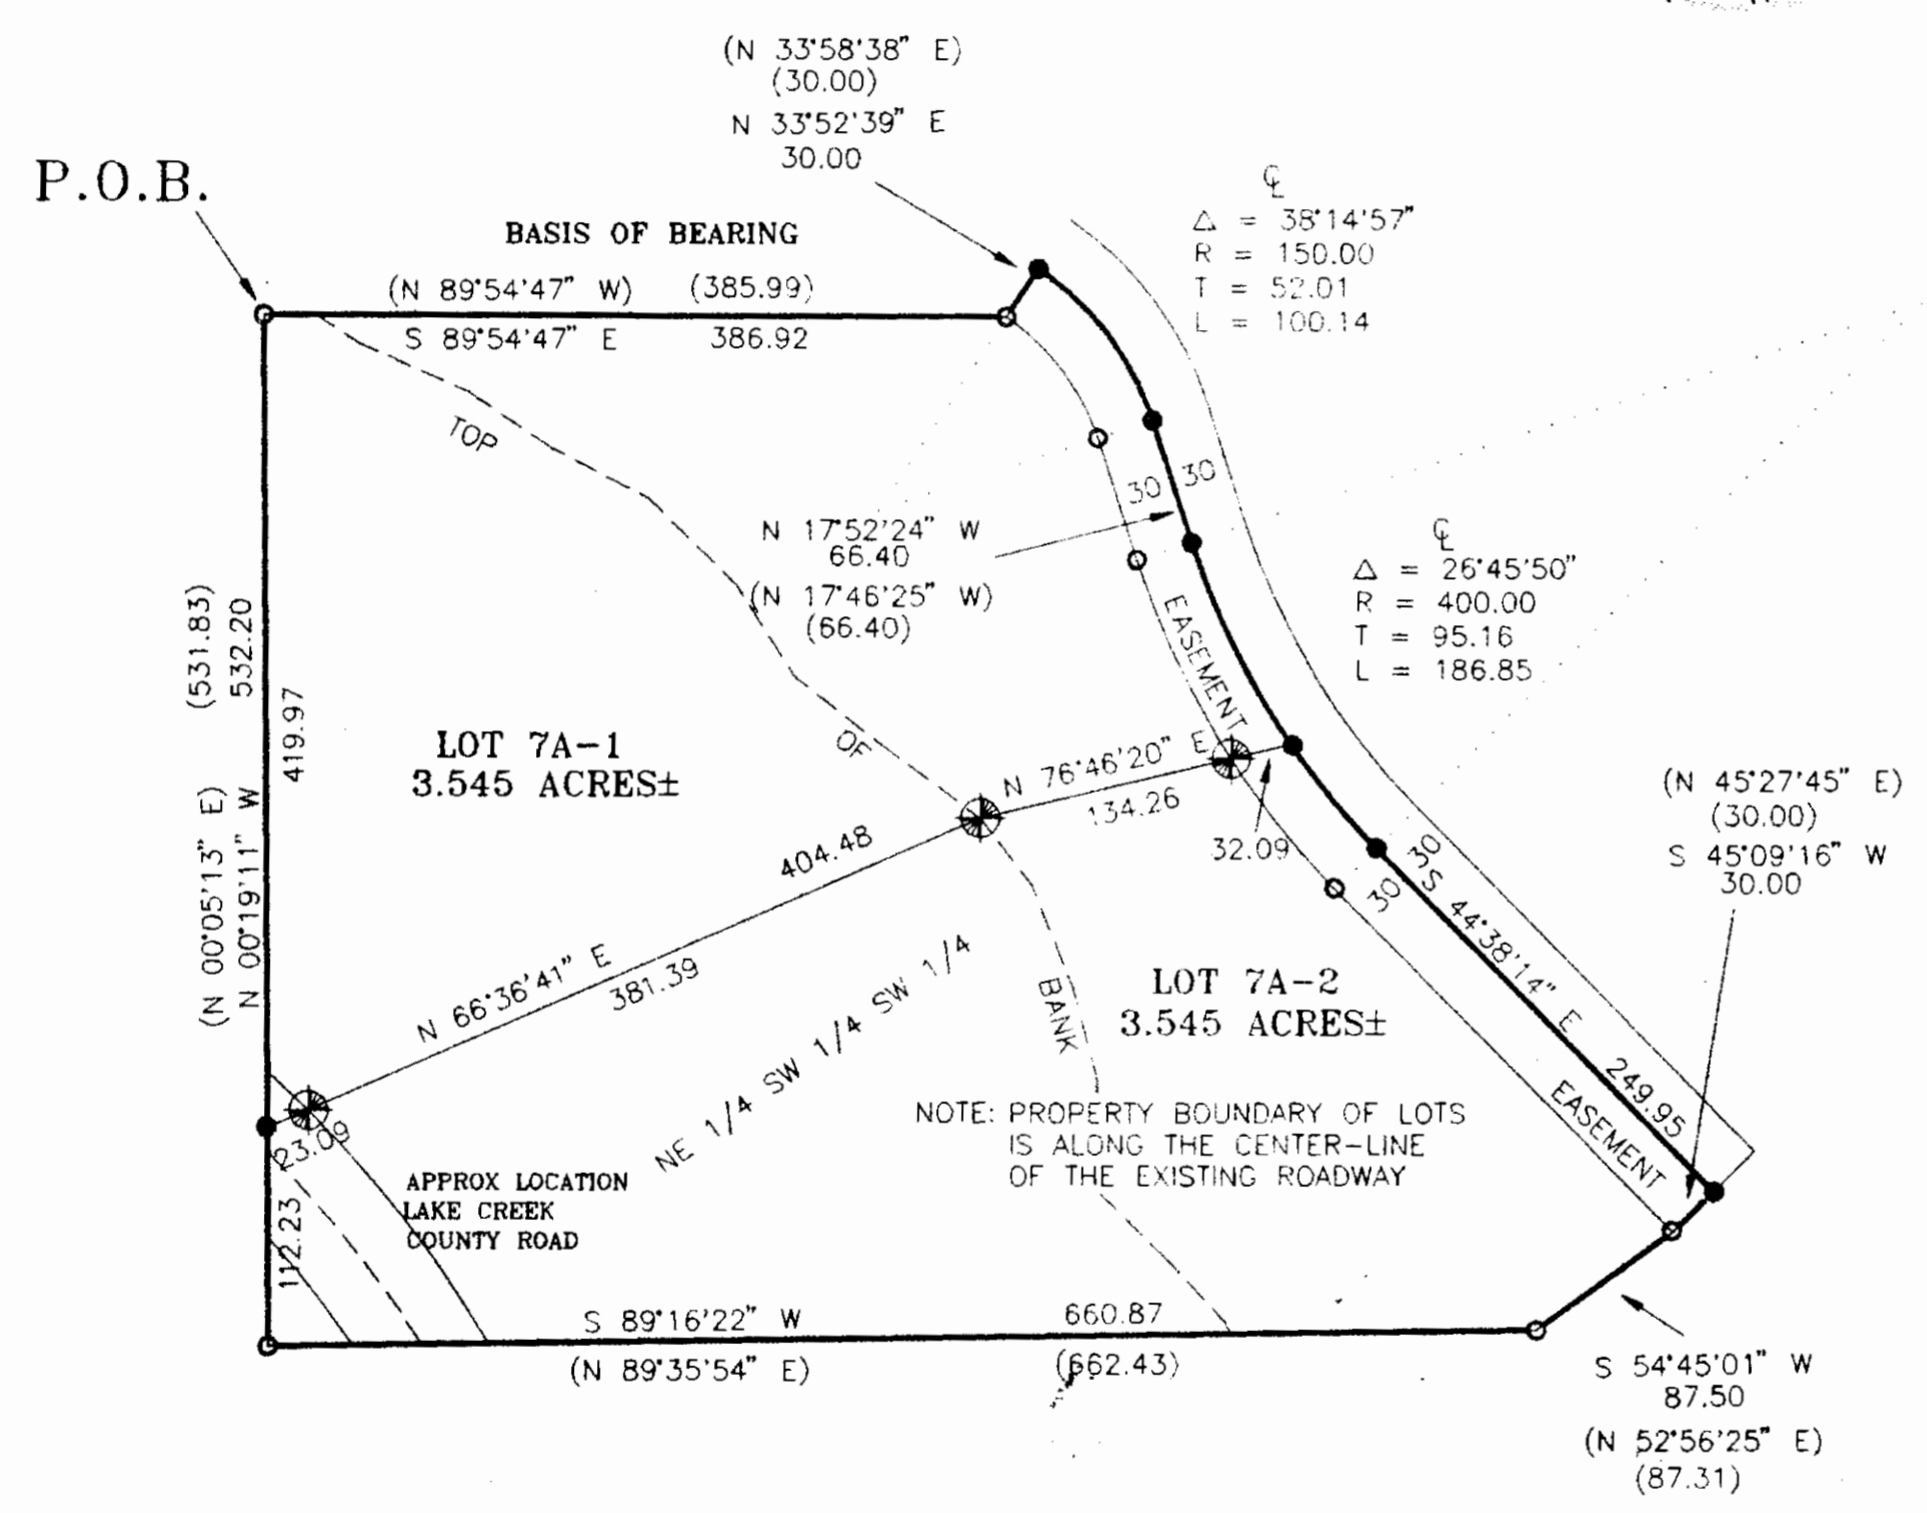 (N 33°58'38" E)
(30.00)
N 33°52'39" E
30.00
P.O.B.
BASIS OF BEARING
(N 89°54'47" W) (385.99)
S 89°54'47" E 386.92
℄
Δ = 38°14'57"
R = 150.00
T = 52.01
L = 100.14
TOP
30 30
N 17°52'24" W
66.40
(N 17°46'25" W)
(66.40)
℄
Δ = 26°45'50"
R = 400.00
T = 95.16
L = 186.85
EASEMENT
(N 00°05'13" E) (531.83)
N 00°19'11" W 532.20
419.97
LOT 7A-1
3.545 ACRES±
OF
N 76°46'20" E
134.26
32.09
404.48
N 66°36'41" E
381.39
30
30
S 44°38'14" E 249.95
(N 45°27'45" E)
(30.00)
S 45°09'16" W
30.00
NE 1/4 SW 1/4 SW 1/4
BANK
LOT 7A-2
3.545 ACRES±
NOTE: PROPERTY BOUNDARY OF LOTS
IS ALONG THE CENTER-LINE
OF THE EXISTING ROADWAY
EASEMENT
23.09
112.23
APPROX LOCATION
LAKE CREEK
COUNTY ROAD
S 89°16'22" W 660.87
(N 89°35'54" E) (662.43)
S 54°45'01" W
87.50
(N 52°56'25" E)
(87.31)